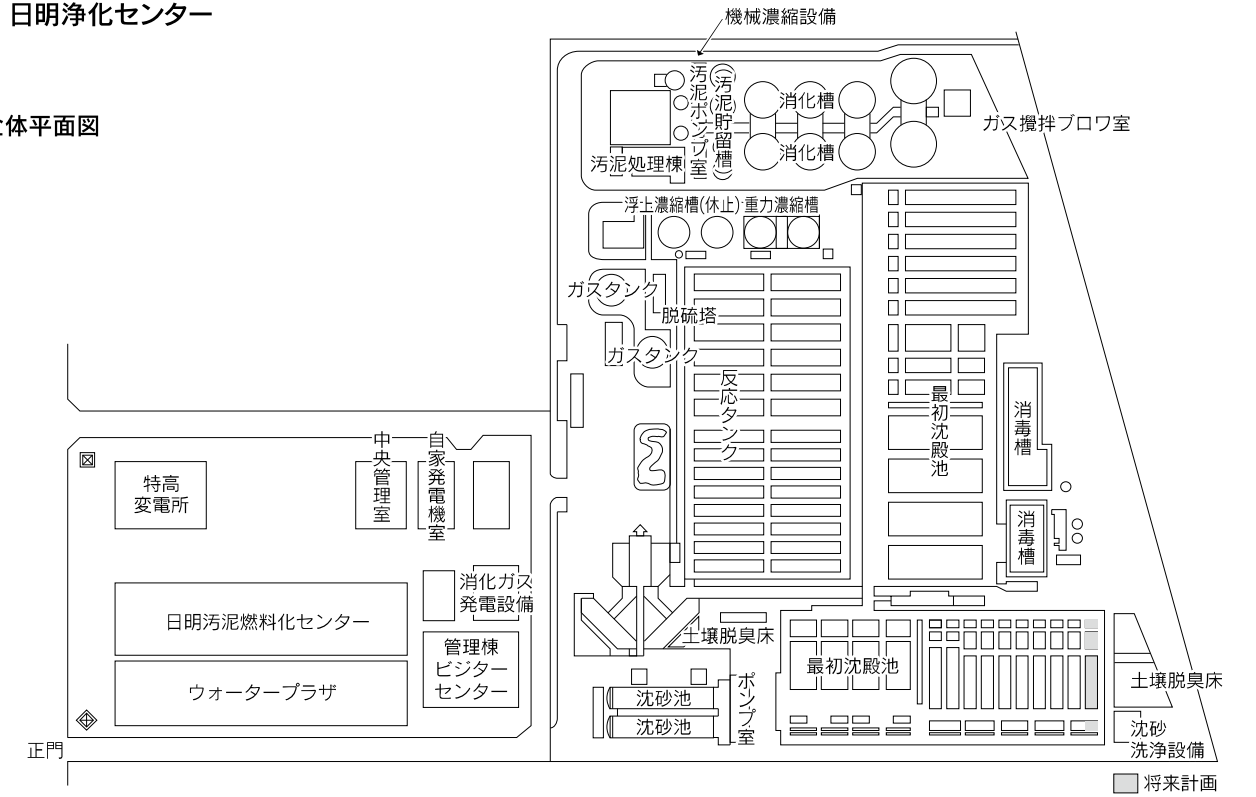 日明浄化センター
機械濃縮設備
体平面図
汚泥ポンプ室
(汚泥貯留槽)
消化槽
消化槽
ガス攪拌ブロワ室
汚泥処理棟
浮上濃縮槽(休止)
重力濃縮槽
ガスタンク
脱硫塔
ガスタンク
反応タンク
最初沈殿池
消毒槽
消毒槽
特高
変電所
中央管理室
自家発電機室
消化ガス
発電設備
日明汚泥燃料化センター
管理棟
ビジター
センター
ウォータープラザ
正門
土壌脱臭床
最初沈殿池
沈砂池
沈砂池
ポンプ室
土壌脱臭床
沈砂
洗浄設備
将来計画